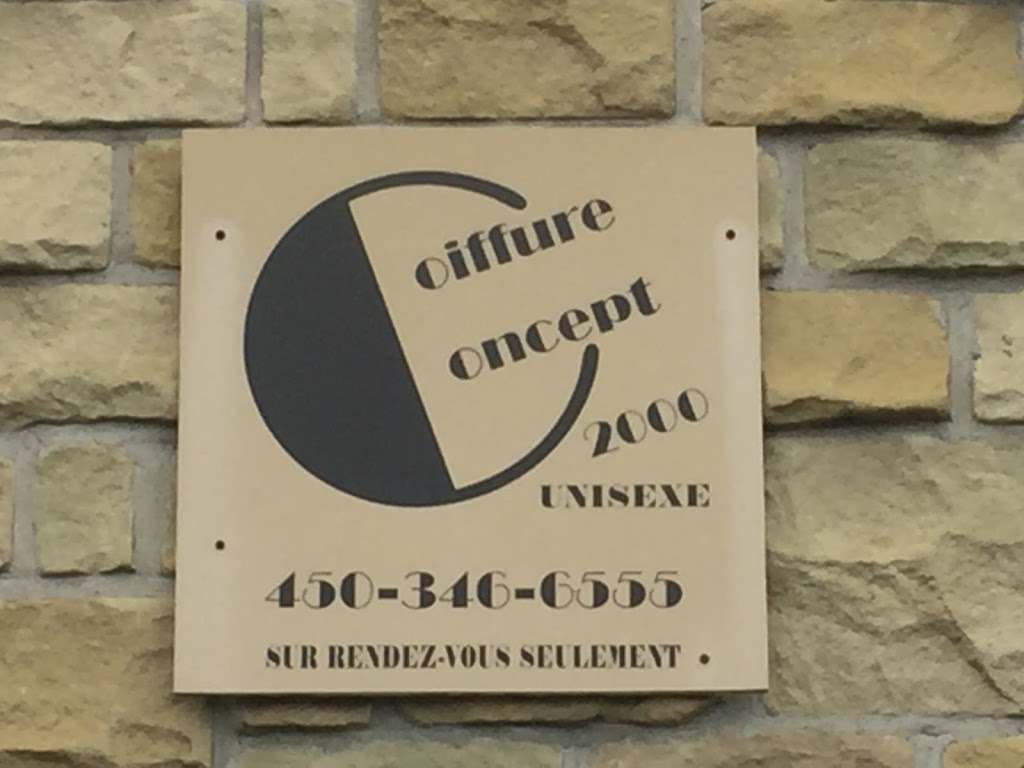 Coiffure
Concept
2000
UNISEXE
450-346-6555
SUR RENDEZ-VOUS SEULEMENT